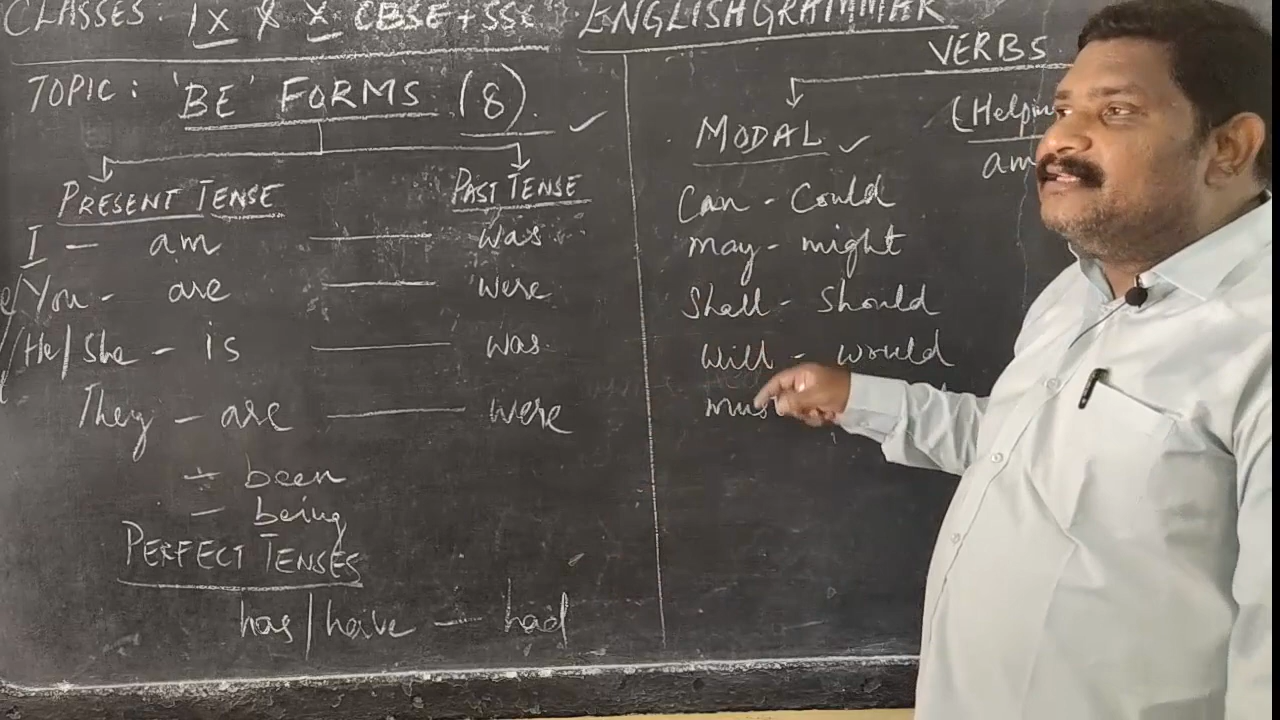 CLASSES: IX & X CBSE + SSC
ENGLISH GRAMMAR
TOPIC: 'BE' FORMS (8).
PRESENT TENSE PAST TENSE
I - am was
You - are were
He/She - is was
They - are were
- been
- being
PERFECT TENSES
has/have - had
VERBS
MODAL
Can - Could
may - might
Shall - Should
will - would
(Helpin
am